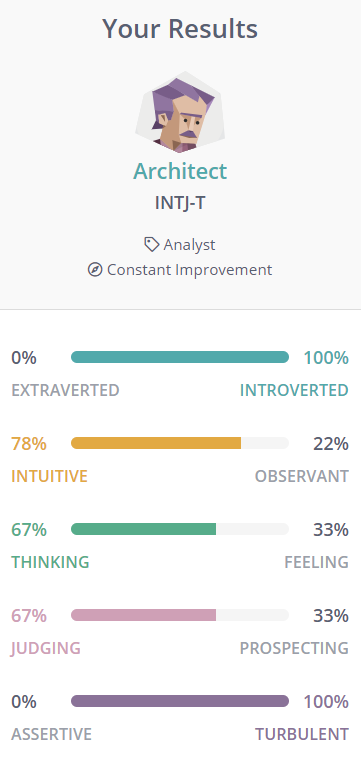 Your Results
Architect
INTJ-T
Analyst
Constant Improvement
0% 100%
EXTRAVERTED INTROVERTED
78% 22%
INTUITIVE OBSERVANT
67% 33%
THINKING FEELING
67% 33%
JUDGING PROSPECTING
0% 100%
ASSERTIVE TURBULENT